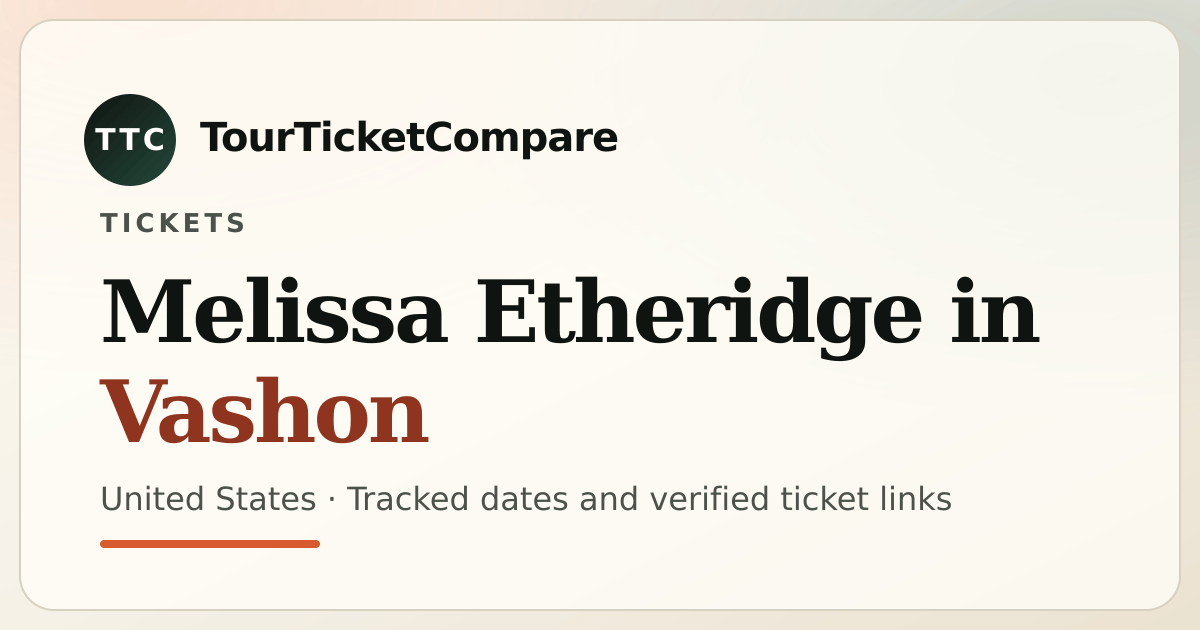 TTC TourTicketCompare
TICKETS
Melissa Etheridge in
Vashon
United States · Tracked dates and verified ticket links